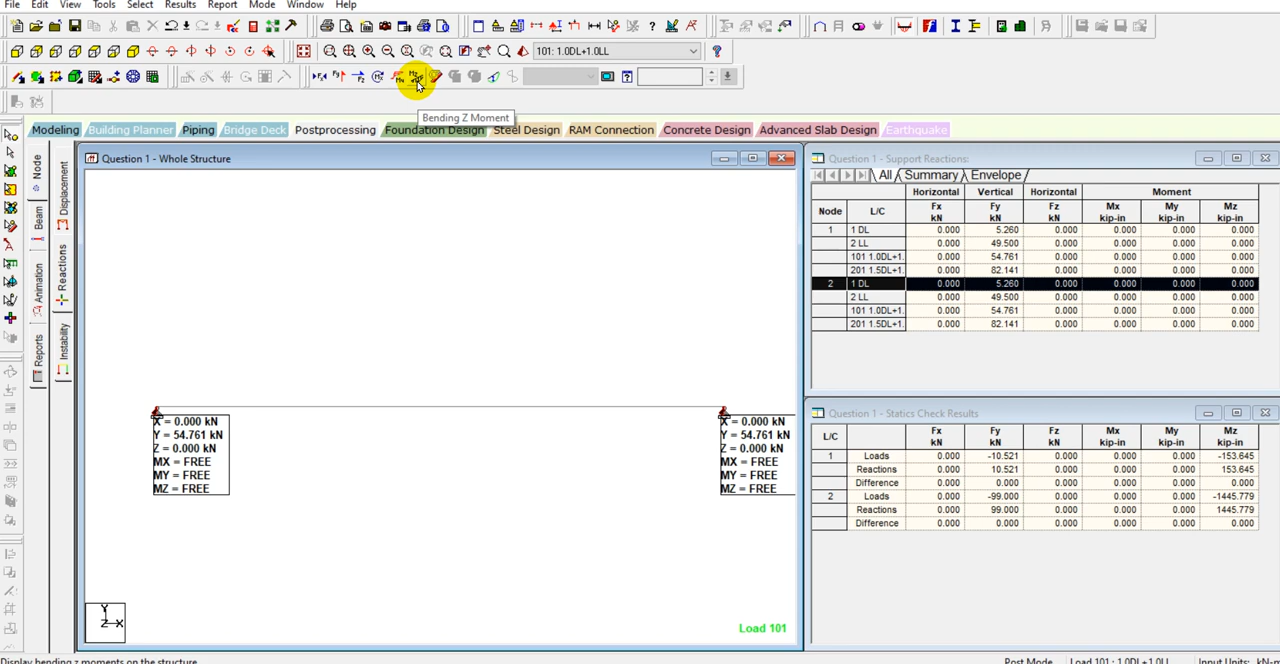 File Edit View Tools Select Results Report Mode Window Help
101: 1.0DL+1.0LL
Bending Z Moment
Modeling Building Planner Piping Bridge Deck Postprocessing Foundation Design Steel Design RAM Connection Concrete Design Advanced Slab Design Earthquake
Node
Beam
Animation
Reports
Displacement
Reactions
Instability
Question 1 - Whole Structure
X = 0.000 kN
Y = 54.761 kN
Z = 0.000 kN
MX = FREE
MY = FREE
MZ = FREE
X = 0.000 kN
Y = 54.761 kN
Z = 0.000 kN
MX = FREE
MY = FREE
MZ = FREE
Y
Z X
Load 101
Question 1 - Support Reactions:
All Summary Envelope
Horizontal Vertical Horizontal Moment
Node L/C Fx kN Fy kN Fz kN Mx kip-in My kip-in Mz kip-in
1 1 DL 0.000 5.260 0.000 0.000 0.000 0.000
2 LL 0.000 49.500 0.000 0.000 0.000 0.000
101 1.0DL+1. 0.000 54.761 0.000 0.000 0.000 0.000
201 1.5DL+1. 0.000 82.141 0.000 0.000 0.000 0.000
2 1 DL 0.000 5.260 0.000 0.000 0.000 0.000
2 LL 0.000 49.500 0.000 0.000 0.000 0.000
101 1.0DL+1. 0.000 54.761 0.000 0.000 0.000 0.000
201 1.5DL+1. 0.000 82.141 0.000 0.000 0.000 0.000
Question 1 - Statics Check Results
L/C Fx kN Fy kN Fz kN Mx kip-in My kip-in Mz kip-in
1 Loads 0.000 -10.521 0.000 0.000 0.000 -153.645
Reactions 0.000 10.521 0.000 0.000 0.000 153.645
Difference 0.000 0.000 0.000 0.000 0.000 0.000
2 Loads 0.000 -99.000 0.000 0.000 0.000 -1445.779
Reactions 0.000 99.000 0.000 0.000 0.000 1445.779
Difference 0.000 0.000 0.000 0.000 0.000 0.000
Display bending z moments on the structure Post Mode Load 101 : 1.0DL+1.0LL Input Units: kN-m